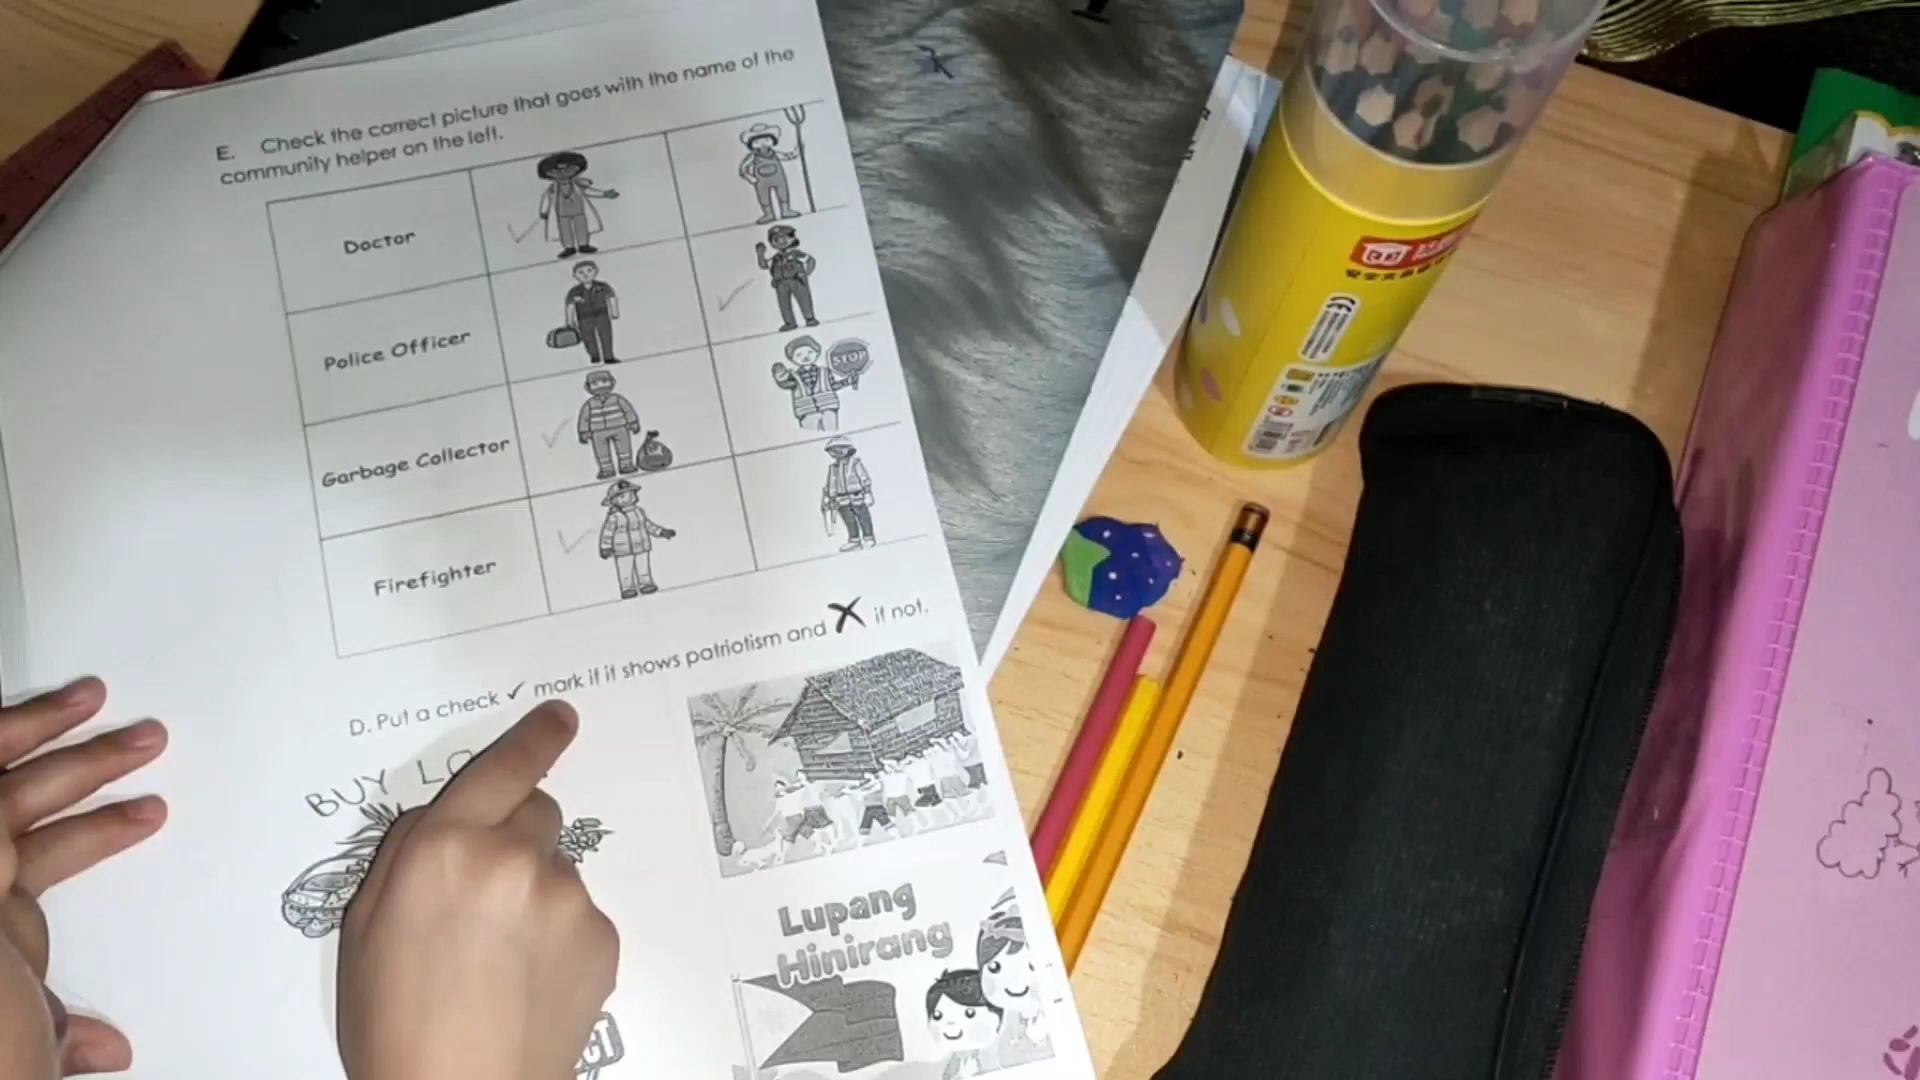 E. Check the correct picture that goes with the name of the
community helper on the left.
Doctor
Police Officer
STOP
Garbage Collector
Firefighter
D. Put a check ✓ mark if it shows patriotism and X if not.
BUY
Lupang
Hinirang
CE